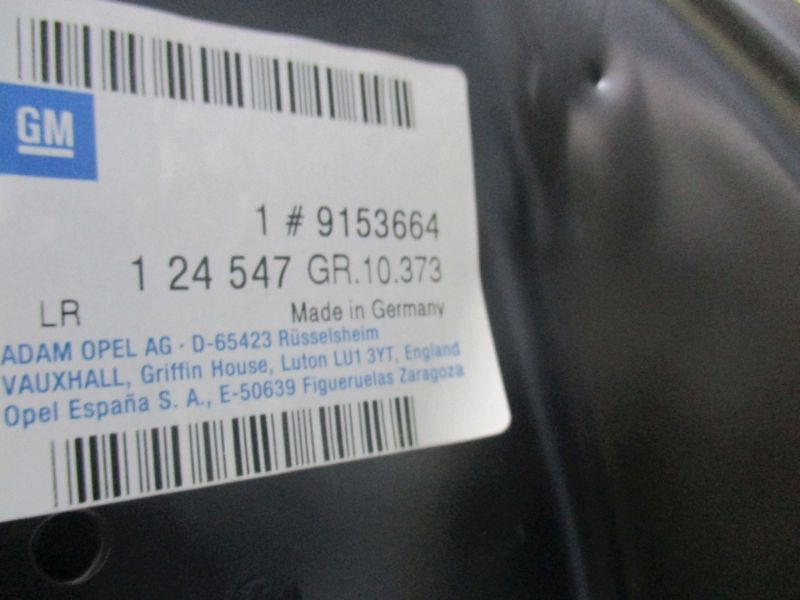 GM
1 # 9153664
1 24 547 GR.10.373
LR Made in Germany
ADAM OPEL AG · D-65423 Rüsselsheim
VAUXHALL, Griffin House, Luton LU1 3YT, England
Opel España S. A., E-50639 Figueruelas Zaragoza